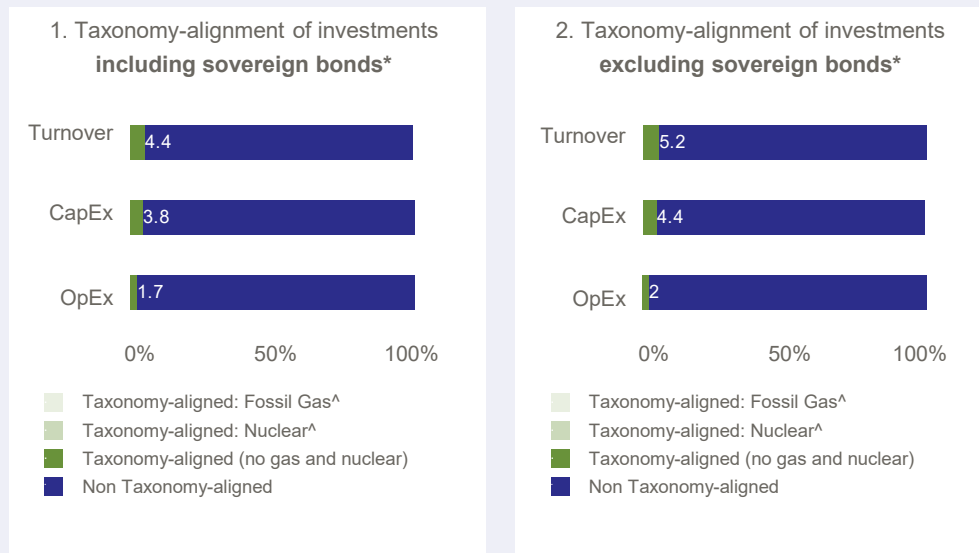 1. Taxonomy-alignment of investments
including sovereign bonds*
Turnover
4.4
CapEx
3.8
OpEx
1.7
0% 50% 100%
Taxonomy-aligned: Fossil Gas^
Taxonomy-aligned: Nuclear^
Taxonomy-aligned (no gas and nuclear)
Non Taxonomy-aligned
2. Taxonomy-alignment of investments
excluding sovereign bonds*
Turnover
5.2
CapEx
4.4
OpEx
2
0% 50% 100%
Taxonomy-aligned: Fossil Gas^
Taxonomy-aligned: Nuclear^
Taxonomy-aligned (no gas and nuclear)
Non Taxonomy-aligned